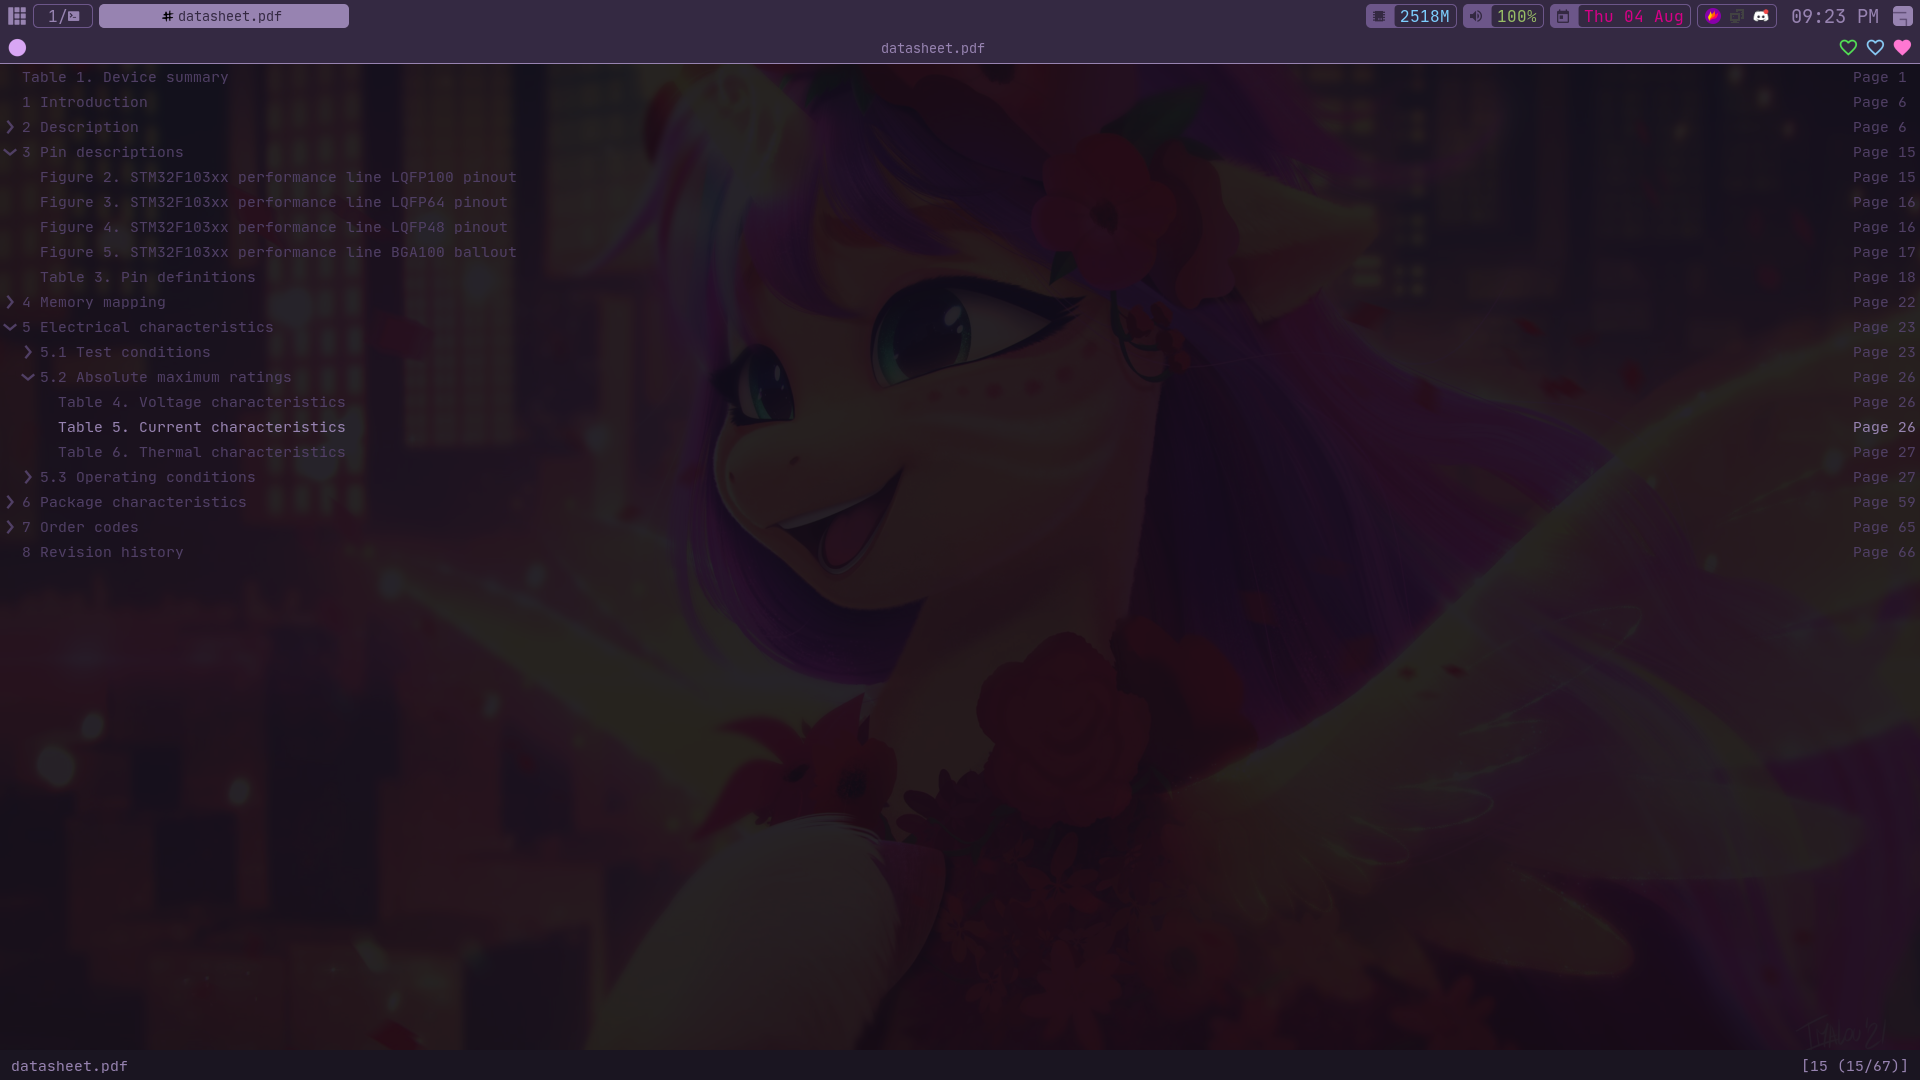 1/
datasheet.pdf
2518M
100%
Thu 04 Aug
09:23 PM
datasheet.pdf
Table 1. Device summary Page 1
1 Introduction Page 6
2 Description Page 6
3 Pin descriptions Page 15
Figure 2. STM32F103xx performance line LQFP100 pinout Page 15
Figure 3. STM32F103xx performance line LQFP64 pinout Page 16
Figure 4. STM32F103xx performance line LQFP48 pinout Page 16
Figure 5. STM32F103xx performance line BGA100 ballout Page 17
Table 3. Pin definitions Page 18
4 Memory mapping Page 22
5 Electrical characteristics Page 23
5.1 Test conditions Page 23
5.2 Absolute maximum ratings Page 26
Table 4. Voltage characteristics Page 26
Table 5. Current characteristics Page 26
Table 6. Thermal characteristics Page 27
5.3 Operating conditions Page 27
6 Package characteristics Page 59
7 Order codes Page 65
8 Revision history Page 66
datasheet.pdf [15 (15/67)]